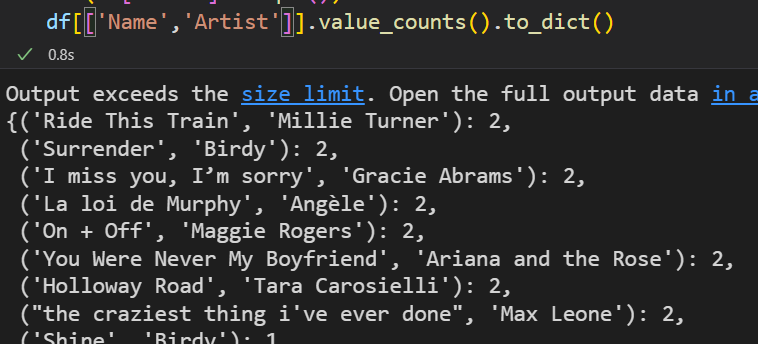 df[['Name','Artist']].value_counts().to_dict()
0.8s
Output exceeds the size limit. Open the full output data in a
{('Ride This Train', 'Millie Turner'): 2,
('Surrender', 'Birdy'): 2,
('I miss you, I’m sorry', 'Gracie Abrams'): 2,
('La loi de Murphy', 'Angèle'): 2,
('On + Off', 'Maggie Rogers'): 2,
('You Were Never My Boyfriend', 'Ariana and the Rose'): 2,
('Holloway Road', 'Tara Carosielli'): 2,
("the craziest thing i've ever done", 'Max Leone'): 2,
('Shine', 'Birdy'): 1